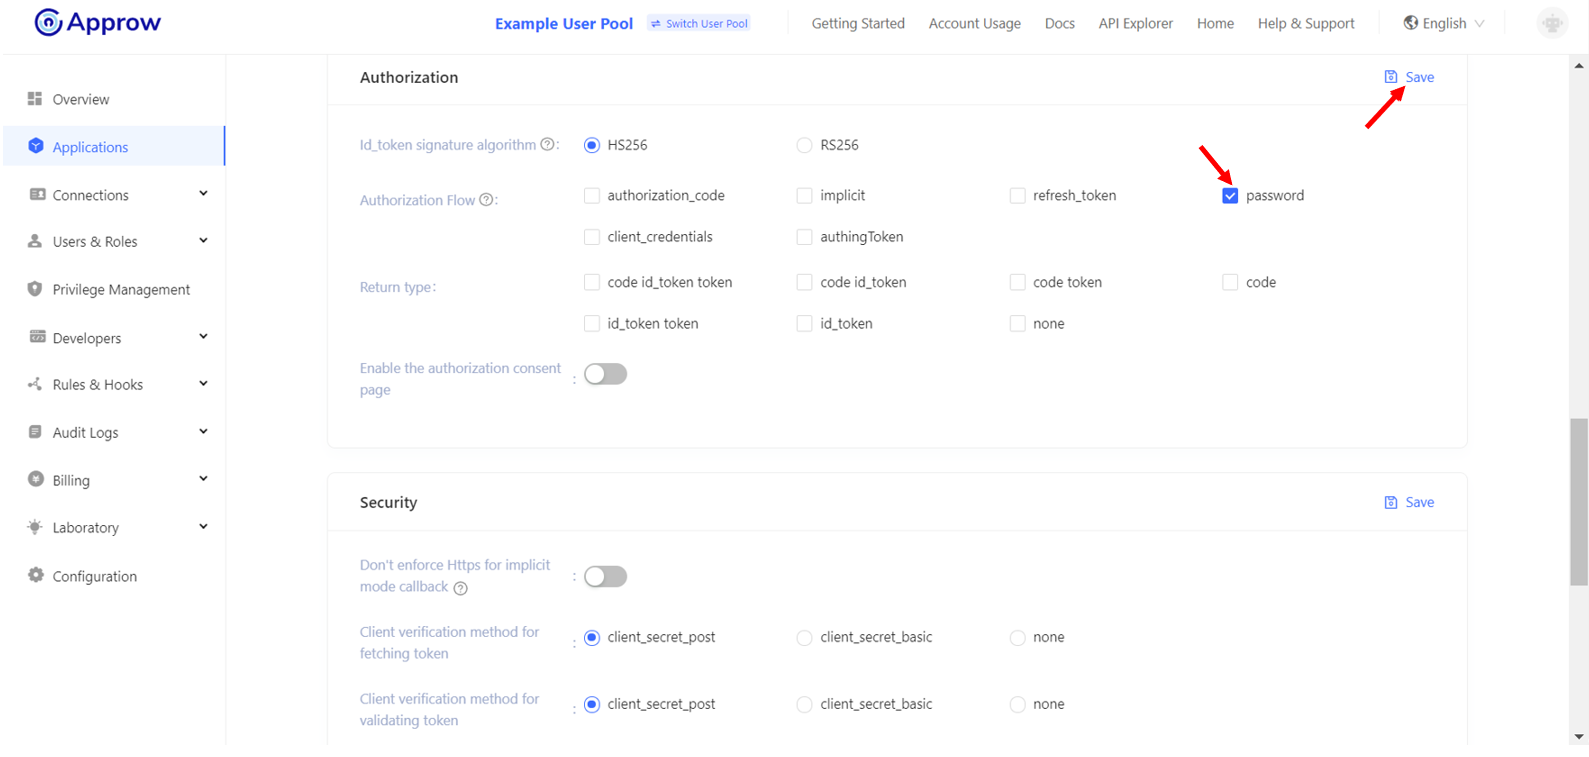 Approw
Example User Pool
Switch User Pool
Getting Started
Account Usage
Docs
API Explorer
Home
Help & Support
English
Overview
Applications
Connections
Users & Roles
Privilege Management
Developers
Rules & Hooks
Audit Logs
Billing
Laboratory
Configuration
Authorization
Save
Id_token signature algorithm ? :
HS256
RS256
Authorization Flow ? :
authorization_code
implicit
refresh_token
password
client_credentials
authingToken
Return type :
code id_token token
code id_token
code token
code
id_token token
id_token
none
Enable the authorization consent
page :
Security
Save
Don't enforce Https for implicit
mode callback ? :
Client verification method for
fetching token :
client_secret_post
client_secret_basic
none
Client verification method for
validating token :
client_secret_post
client_secret_basic
none